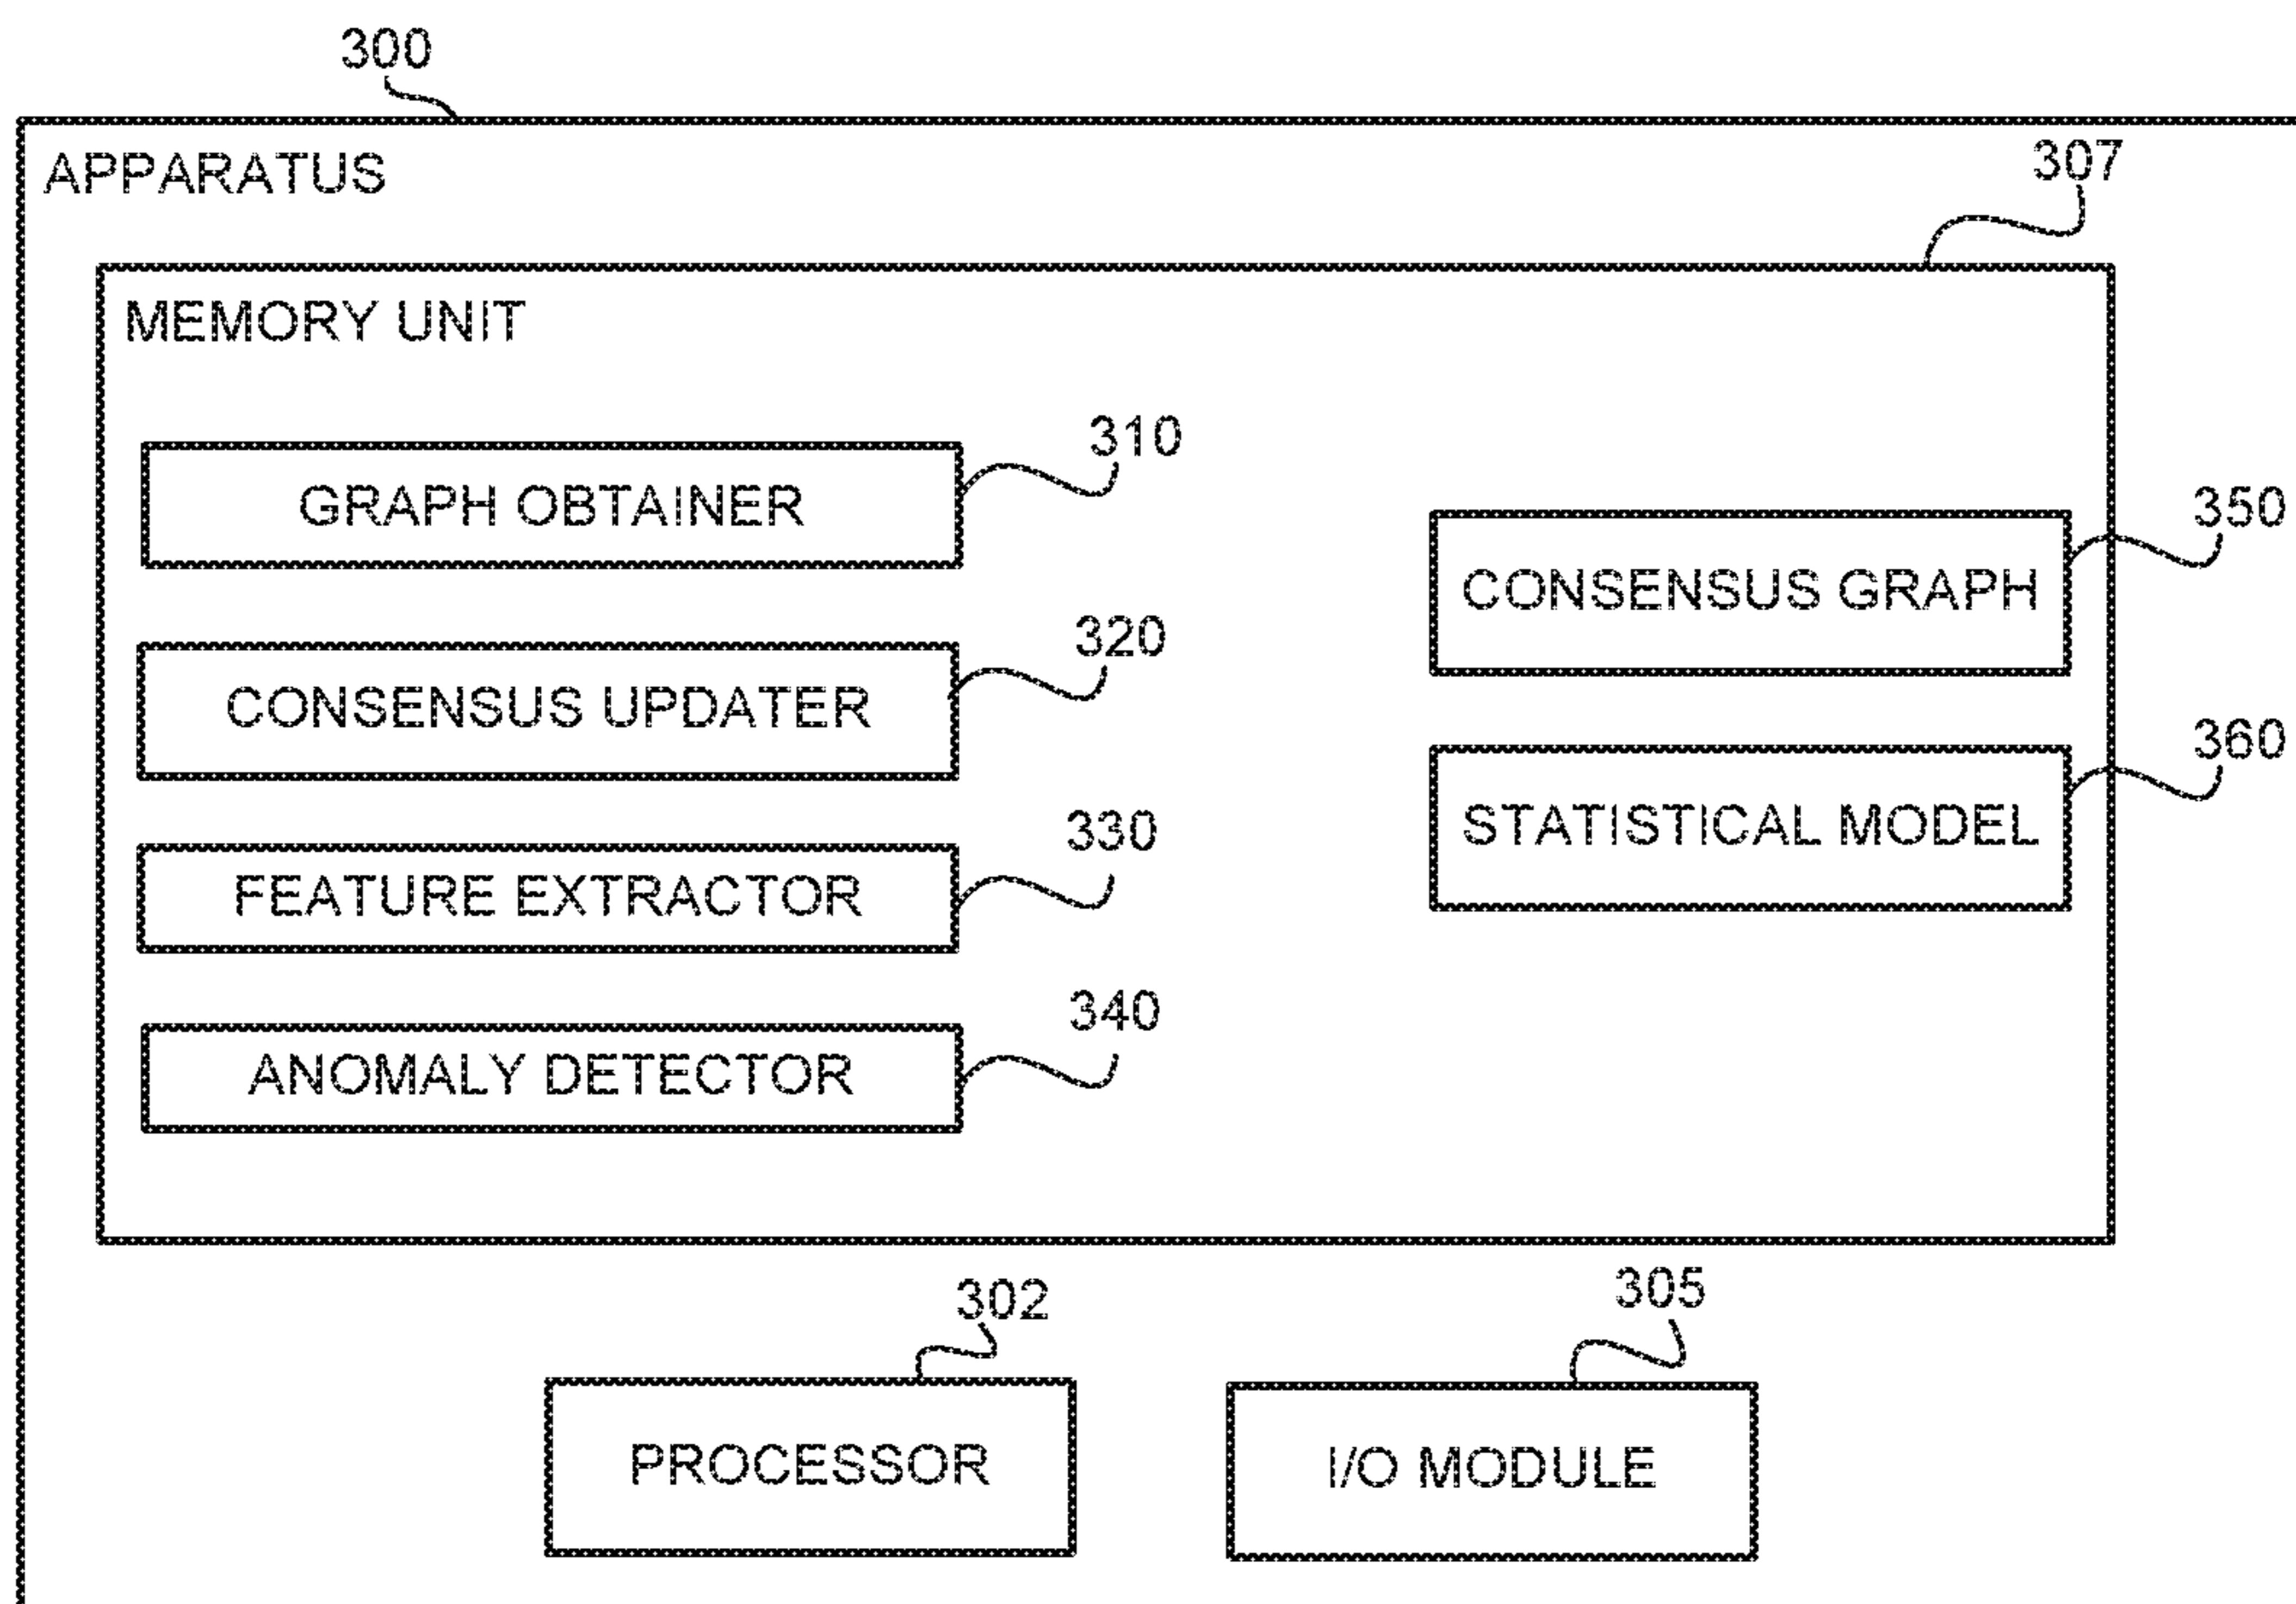 300
APPARATUS
307
MEMORY UNIT
310
GRAPH OBTAINER
350
CONSENSUS GRAPH
320
CONSENSUS UPDATER
360
STATISTICAL MODEL
330
FEATURE EXTRACTOR
340
ANOMALY DETECTOR
302
PROCESSOR
305
I/O MODULE